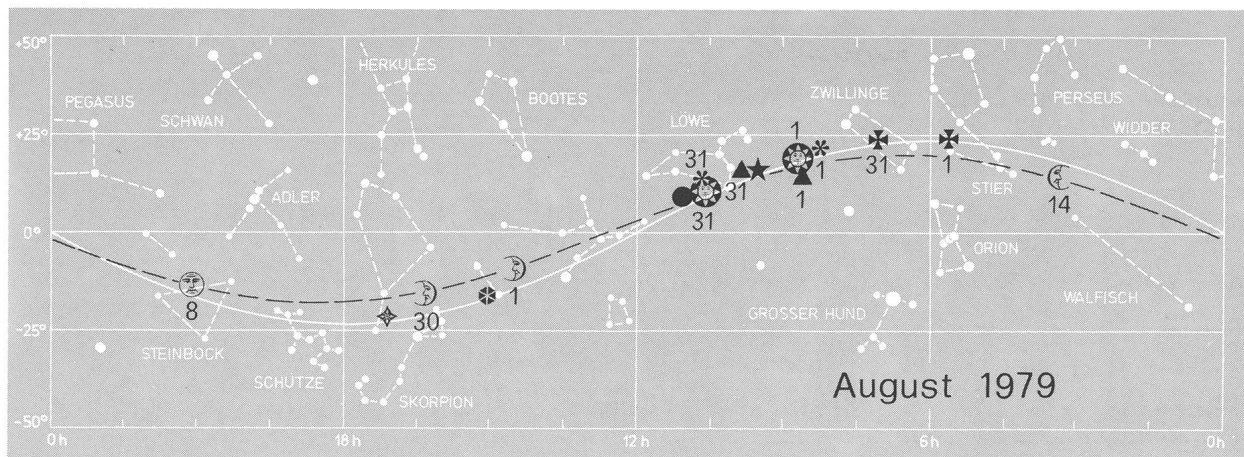 +50°
HERKULES
PEGASUS
SCHWAN
BOOTES
LÖWE
ZWILLINGE
PERSEUS
WIDDER
+25°
1
31
1
31
1
31
1
STIER
14
ADLER
0°
31
ORION
8
30
1
GROSSER HUND
WALFISCH
-25°
STEINBOCK
SCHÜTZE
SKORPION
August 1979
-50°
0h
18h
12h
6h
0h